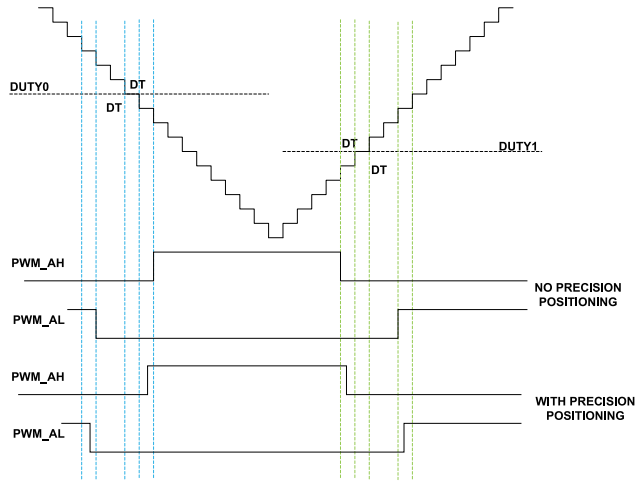 DUTY0
DT
DT
DT
DUTY1
DT
PWM_AH
NO PRECISION
POSITIONING
PWM_AL
PWM_AH
WITH PRECISION
POSITIONING
PWM_AL